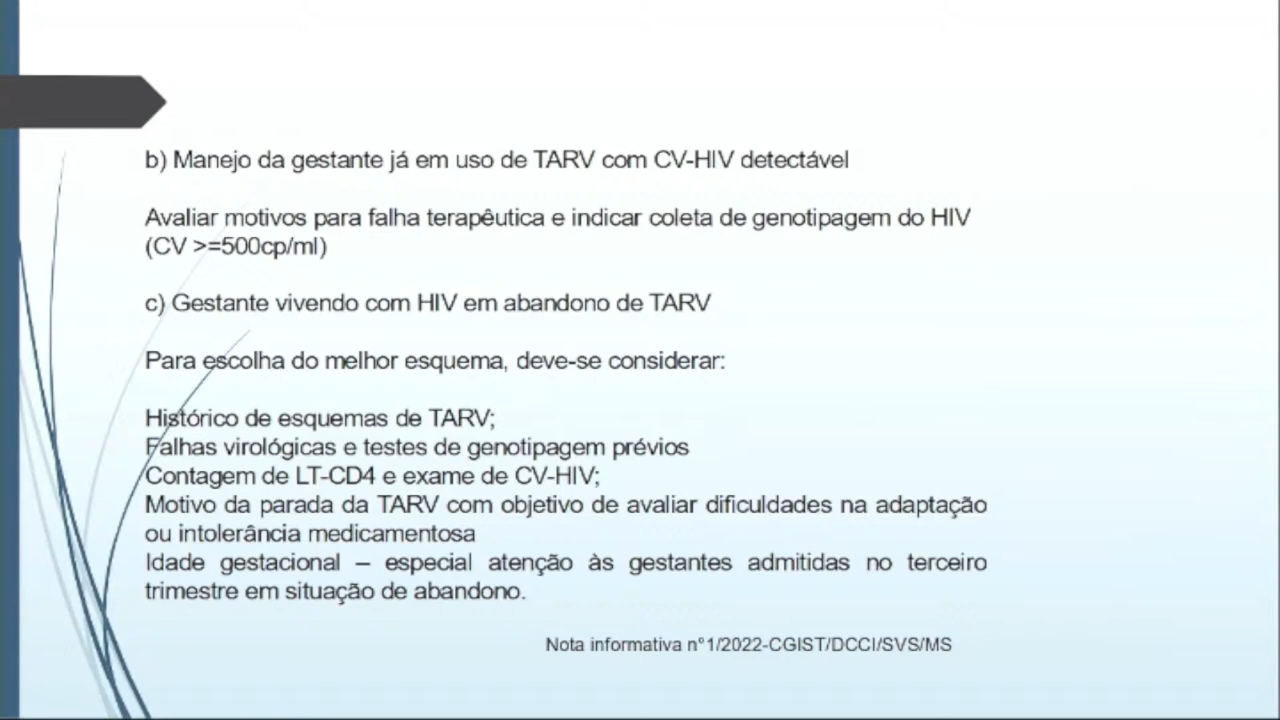 b) Manejo da gestante já em uso de TARV com CV-HIV detectável
Avaliar motivos para falha terapêutica e indicar coleta de genotipagem do HIV
(CV >=500cp/ml)
c) Gestante vivendo com HIV em abandono de TARV
Para escolha do melhor esquema, deve-se considerar:
Histórico de esquemas de TARV;
Falhas virológicas e testes de genotipagem prévios
Contagem de LT-CD4 e exame de CV-HIV;
Motivo da parada da TARV com objetivo de avaliar dificuldades na adaptação
ou intolerância medicamentosa
Idade gestacional – especial atenção às gestantes admitidas no terceiro
trimestre em situação de abandono.
Nota informativa n°1/2022-CGIST/DCCI/SVS/MS